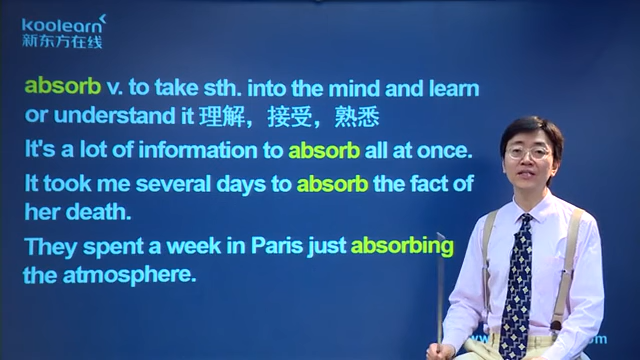 koolearn
新东方在线
absorb v. to take sth. into the mind and learn
or understand it 理解，接受，熟悉
It's a lot of information to absorb all at once.
It took me several days to absorb the fact of
her death.
They spent a week in Paris just absorbing
the atmosphere.